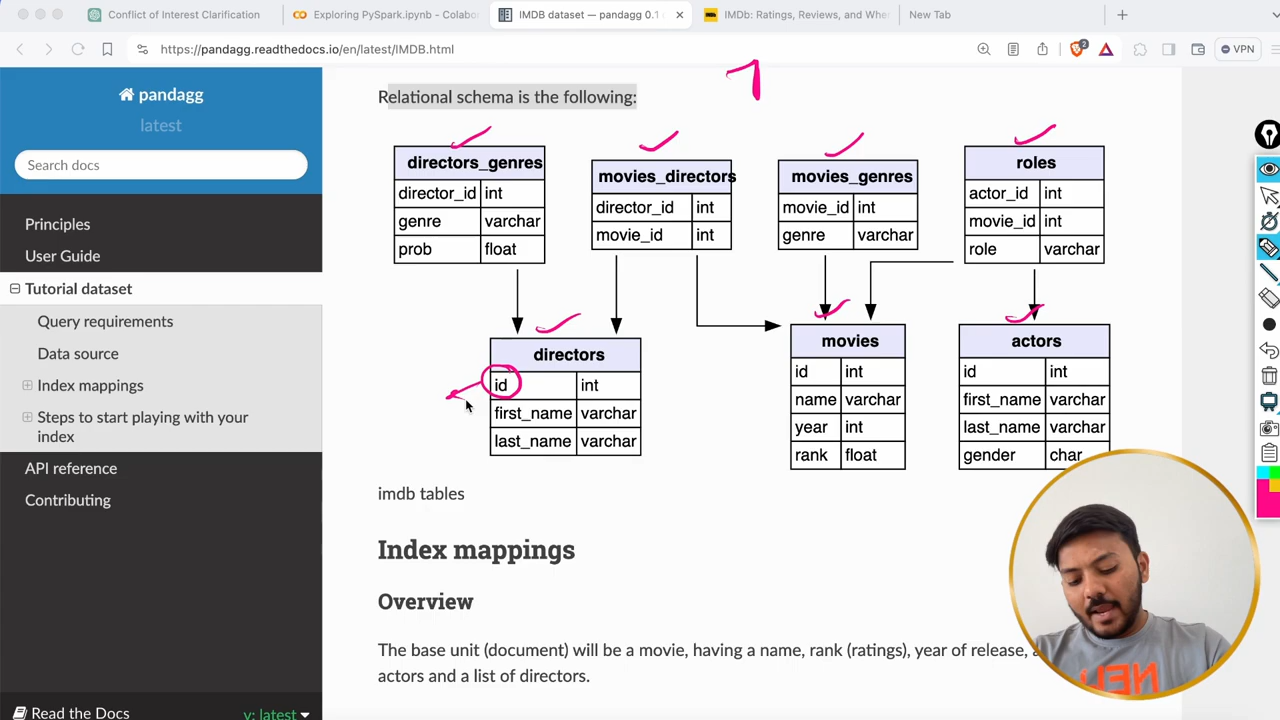 Conflict of Interest Clarification
Exploring PySpark.ipynb - Colab
IMDB dataset — pandagg 0.1
IMDb: Ratings, Reviews, and Whe
New Tab
https://pandagg.readthedocs.io/en/latest/IMDB.html
2
VPN
pandagg
latest
Search docs
Principles
User Guide
Tutorial dataset
Query requirements
Data source
Index mappings
Steps to start playing with your
index
API reference
Contributing
Read the Docs
v: latest
Relational schema is the following:
1
directors_genres
director_id int
genre varchar
prob float
movies_directors
director_id int
movie_id int
movies_genres
movie_id int
genre varchar
roles
actor_id int
movie_id int
role varchar
directors
id int
first_name varchar
last_name varchar
movies
id int
name varchar
year int
rank float
actors
id int
first_name varchar
last_name varchar
gender char
imdb tables
Index mappings
Overview
The base unit (document) will be a movie, having a name, rank (ratings), year of release,
actors and a list of directors.